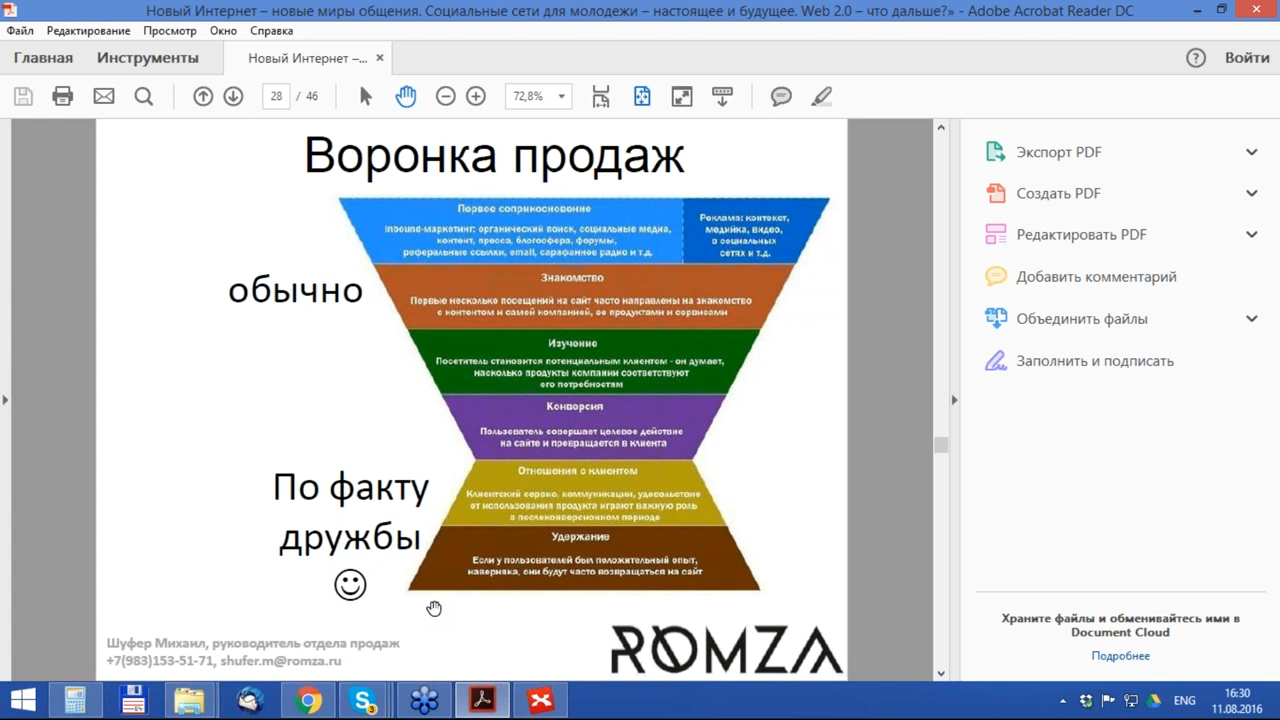 Новый Интернет – новые миры общения. Социальные сети для молодежи – настоящее и будущее. Web 2.0 – что дальше?» - Adobe Acrobat Reader DC
Файл Редактирование Просмотр Окно Справка
Главная Инструменты Новый Интернет –... × Войти
28 / 46 72,8%
Воронка продаж
Первое соприкосновение
Inbound-маркетинг: органический поиск, социальные медиа,
контент, пресса, блогосфера, форумы,
реферальные ссылки, email, сарафанное радио и т.д.
Реклама: контекст,
медийка, видео,
в социальных
сетях и т.д.
обычно
Знакомство
Первые несколько посещений на сайт часто направлены на знакомство
с контентом и самой компанией, ее продуктами и сервисами
Изучение
Посетитель становится потенциальным клиентом - он думает,
насколько продукты компании соответствуют
его потребностям
Конверсия
Пользователь совершает целевое действие
на сайте и превращается в клиента
По факту
дружбы
Отношения с клиентом
Клиентский сервис, коммуникации, удовольствие
от использования продукта играют важную роль
в послеконверсионном периоде
Удержание
Если у пользователей был положительный опыт,
наверняка, они будут часто возвращаться на сайт
Шуфер Михаил, руководитель отдела продаж
+7(983)153-51-71, shufer.m@romza.ru
ROMZA
Экспорт PDF
Создать PDF
Редактировать PDF
Добавить комментарий
Объединить файлы
Заполнить и подписать
Храните файлы и обменивайтесь ими в
Document Cloud
Подробнее
ENG
16:30
11.08.2016